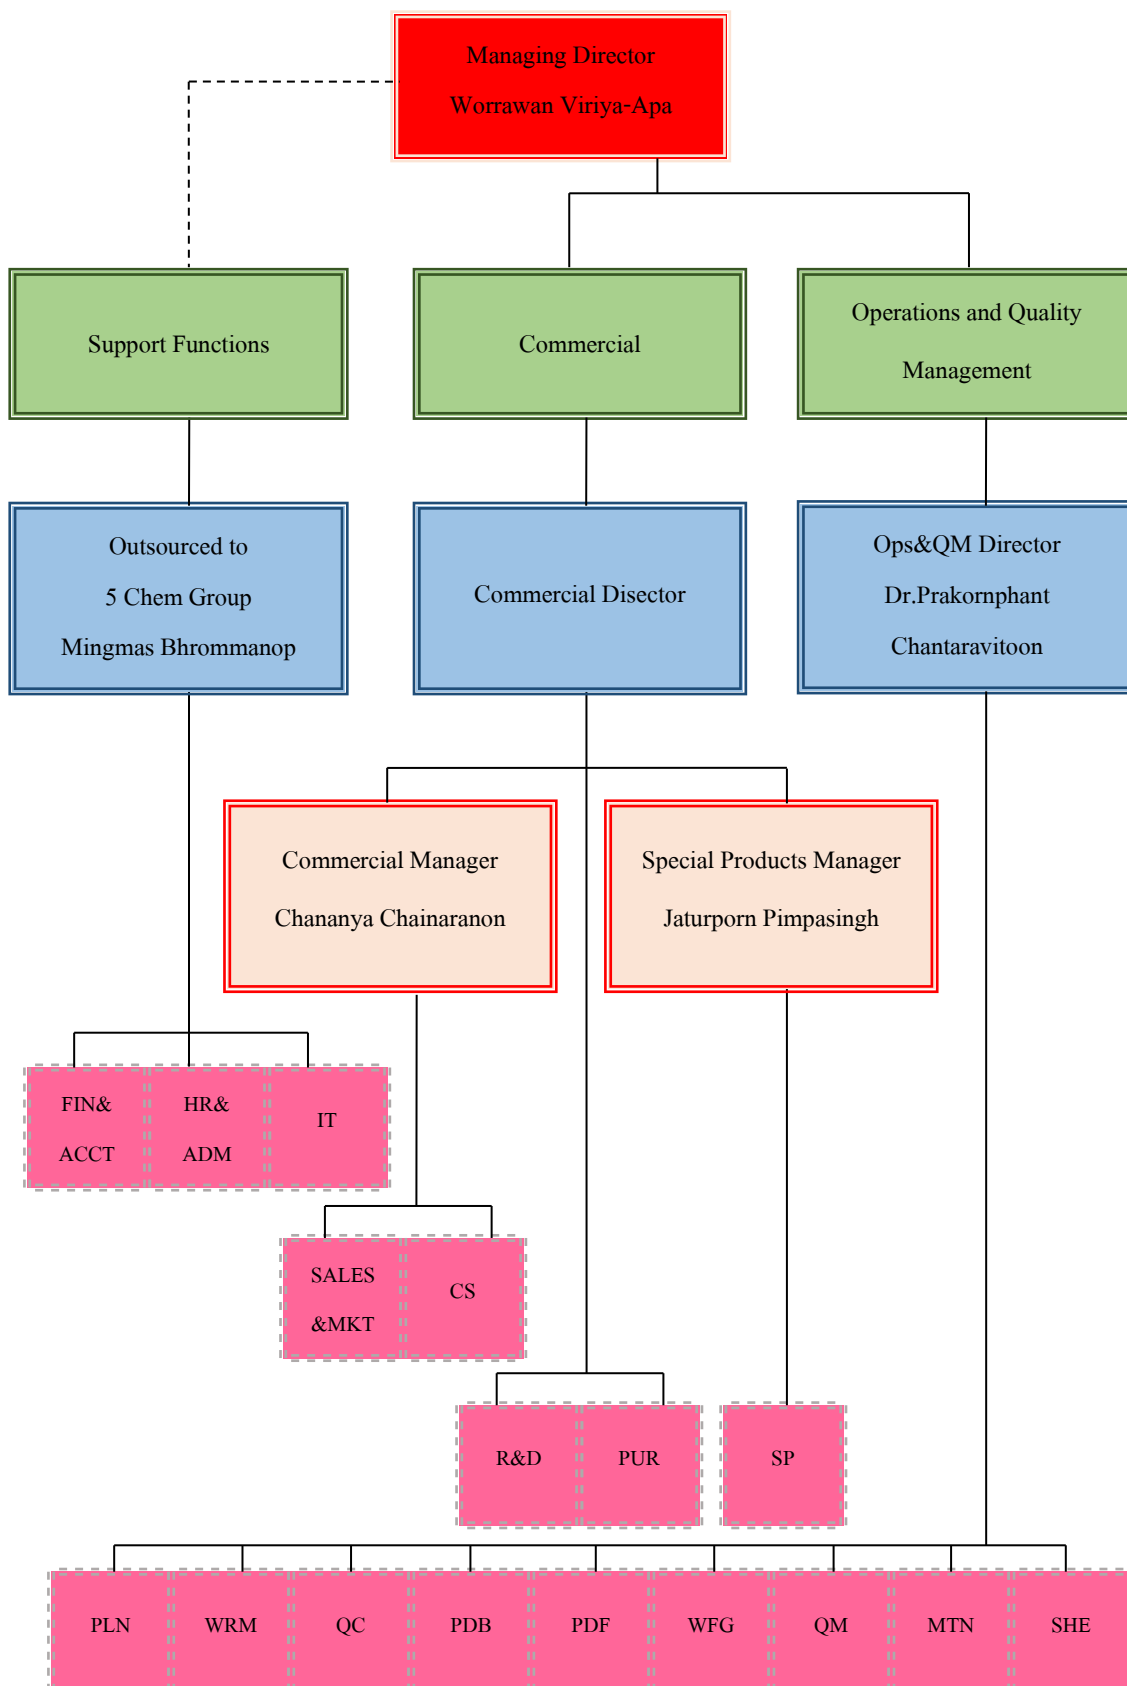 Managing Director
Worrawan Viriya-Apa
Support Functions
Commercial
Operations and Quality
Management
Outsourced to
5 Chem Group
Mingmas Bhrommanop
Commercial Disector
Ops&QM Director
Dr.Prakornphant
Chantaravitoon
Commercial Manager
Chananya Chainaranon
Special Products Manager
Jaturporn Pimpasingh
FIN&
ACCT
HR&
ADM
IT
SALES
&MKT
CS
R&D
PUR
SP
PLN
WRM
QC
PDB
PDF
WFG
QM
MTN
SHE